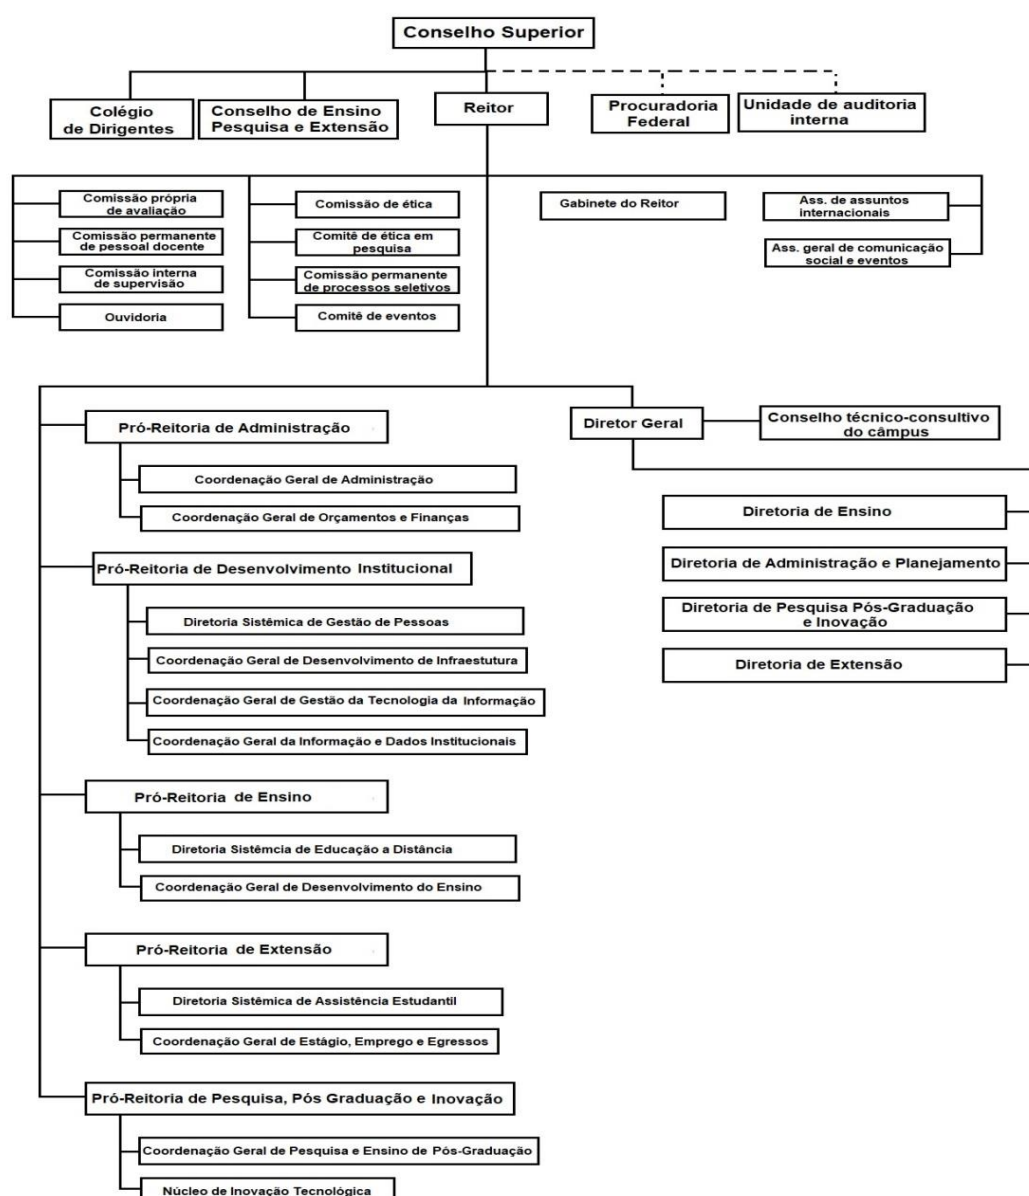 Conselho Superior
Colégio
de Dirigentes
Conselho de Ensino
Pesquisa e Extensão
Reitor
Procuradoria
Federal
Unidade de auditoria
interna
Comissão própria
de avaliação
Comissão permanente
de pessoal docente
Comissão interna
de supervisão
Ouvidoria
Comissão de ética
Comitê de ética em
pesquisa
Comissão permanente
de processos seletivos
Comitê de eventos
Gabinete do Reitor
Ass. de assuntos
internacionais
Ass. geral de comunicação
social e eventos
Pró-Reitoria de Administração
Coordenação Geral de Administração
Coordenação Geral de Orçamentos e Finanças
Pró-Reitoria de Desenvolvimento Institucional
Diretoria Sistêmica de Gestão de Pessoas
Coordenação Geral de Desenvolvimento de Infraestutura
Coordenação Geral de Gestão da Tecnologia da Informação
Coordenação Geral da Informação e Dados Institucionais
Pró-Reitoria de Ensino
Diretoria Sistêmcia de Educação a Distância
Coordenação Geral de Desenvolvimento do Ensino
Pró-Reitoria de Extensão
Diretoria Sistêmica de Assistência Estudantil
Coordenação Geral de Estágio, Emprego e Egressos
Pró-Reitoria de Pesquisa, Pós Graduação e Inovação
Coordenação Geral de Pesquisa e Ensino de Pós-Graduação
Núcleo de Inovação Tecnológica
Diretor Geral
Conselho técnico-consultivo
do câmpus
Diretoria de Ensino
Diretoria de Administração e Planejamento
Diretoria de Pesquisa Pós-Graduação
e Inovação
Diretoria de Extensão